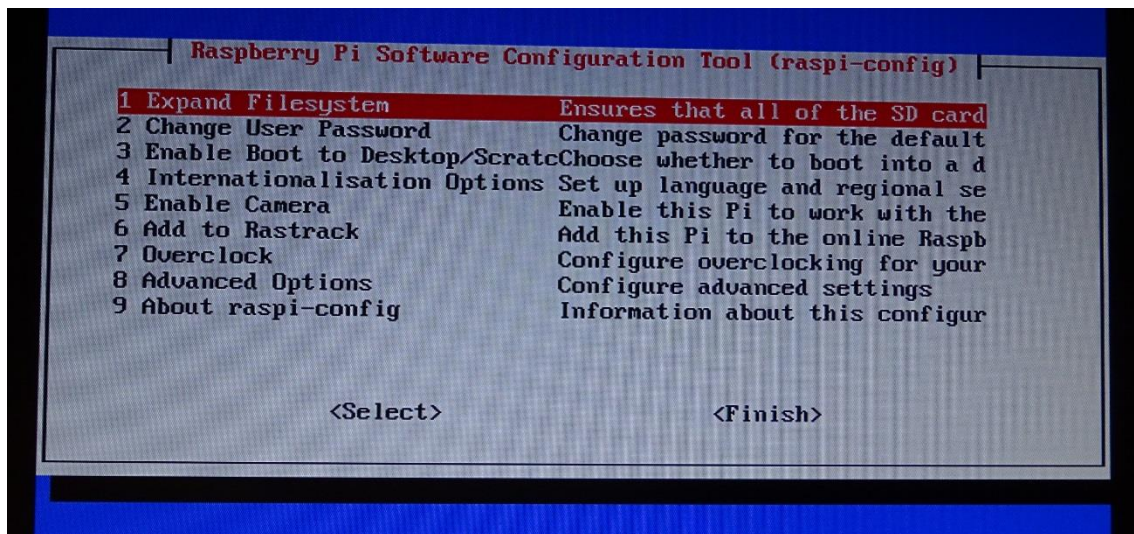 Raspberry Pi Software Configuration Tool (raspi-config)
1 Expand Filesystem Ensures that all of the SD card
2 Change User Password Change password for the default
3 Enable Boot to Desktop/ScratcChoose whether to boot into a d
4 Internationalisation Options Set up language and regional se
5 Enable Camera Enable this Pi to work with the
6 Add to Rastrack Add this Pi to the online Raspb
7 Overclock Configure overclocking for your
8 Advanced Options Configure advanced settings
9 About raspi-config Information about this configur
<Select> <Finish>